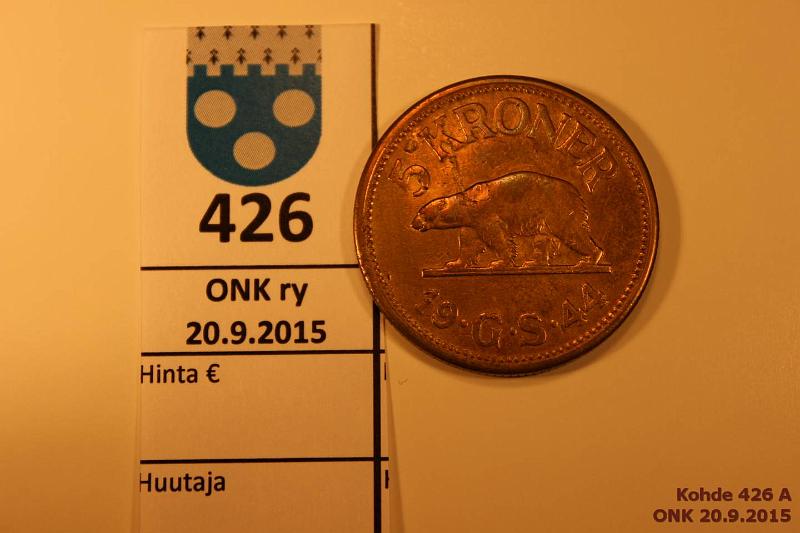 426
ONK ry
20.9.2015
Hinta €
Huutaja
5·KRONER
19·G·S·44
Kohde 426 A
ONK 20.9.2015